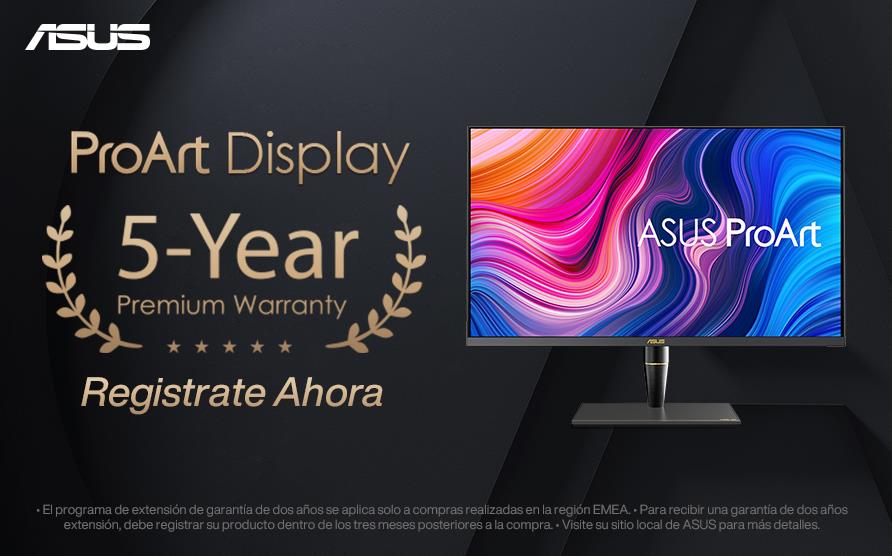 ASUS
ProArt Display
5-Year
Premium Warranty
Registrate Ahora
ASUS ProArt
ASUS
• El programa de extensión de garantía de dos años se aplica solo a compras realizadas en la región EMEA. • Para recibir una garantía de dos años
extensión, debe registrar su producto dentro de los tres meses posteriores a la compra. • Visite su sitio local de ASUS para más detalles.